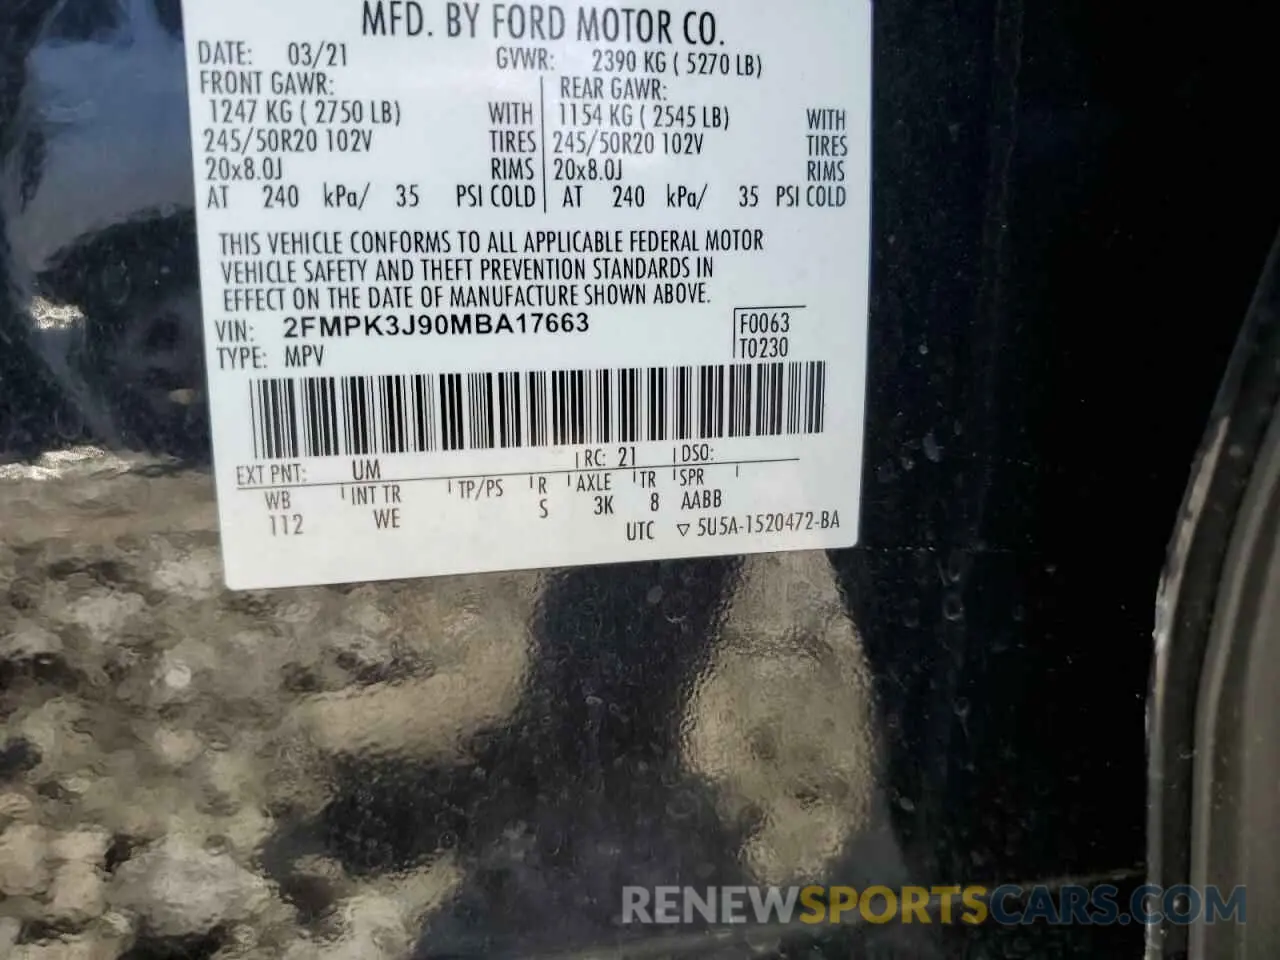 MFD. BY FORD MOTOR CO.
DATE: 03/21 GVWR: 2390 KG ( 5270 LB)
FRONT GAWR: REAR GAWR:
1247 KG ( 2750 LB) WITH 1154 KG ( 2545 LB) WITH
245/50R20 102V TIRES 245/50R20 102V TIRES
20x8.0J RIMS 20x8.0J RIMS
AT 240 kPa/ 35 PSI COLD AT 240 kPa/ 35 PSI COLD
THIS VEHICLE CONFORMS TO ALL APPLICABLE FEDERAL MOTOR
VEHICLE SAFETY AND THEFT PREVENTION STANDARDS IN
EFFECT ON THE DATE OF MANUFACTURE SHOWN ABOVE.
VIN: 2FMPK3J90MBA17663 F0063
TYPE: MPV T0230
EXT PNT: UM RC: 21 DSO:
WB INT TR TP/PS R AXLE TR SPR
112 WE S 3K 8 AABB
UTC ▽ 5U5A-1520472-BA
RENEWSPORTSCARS.COM